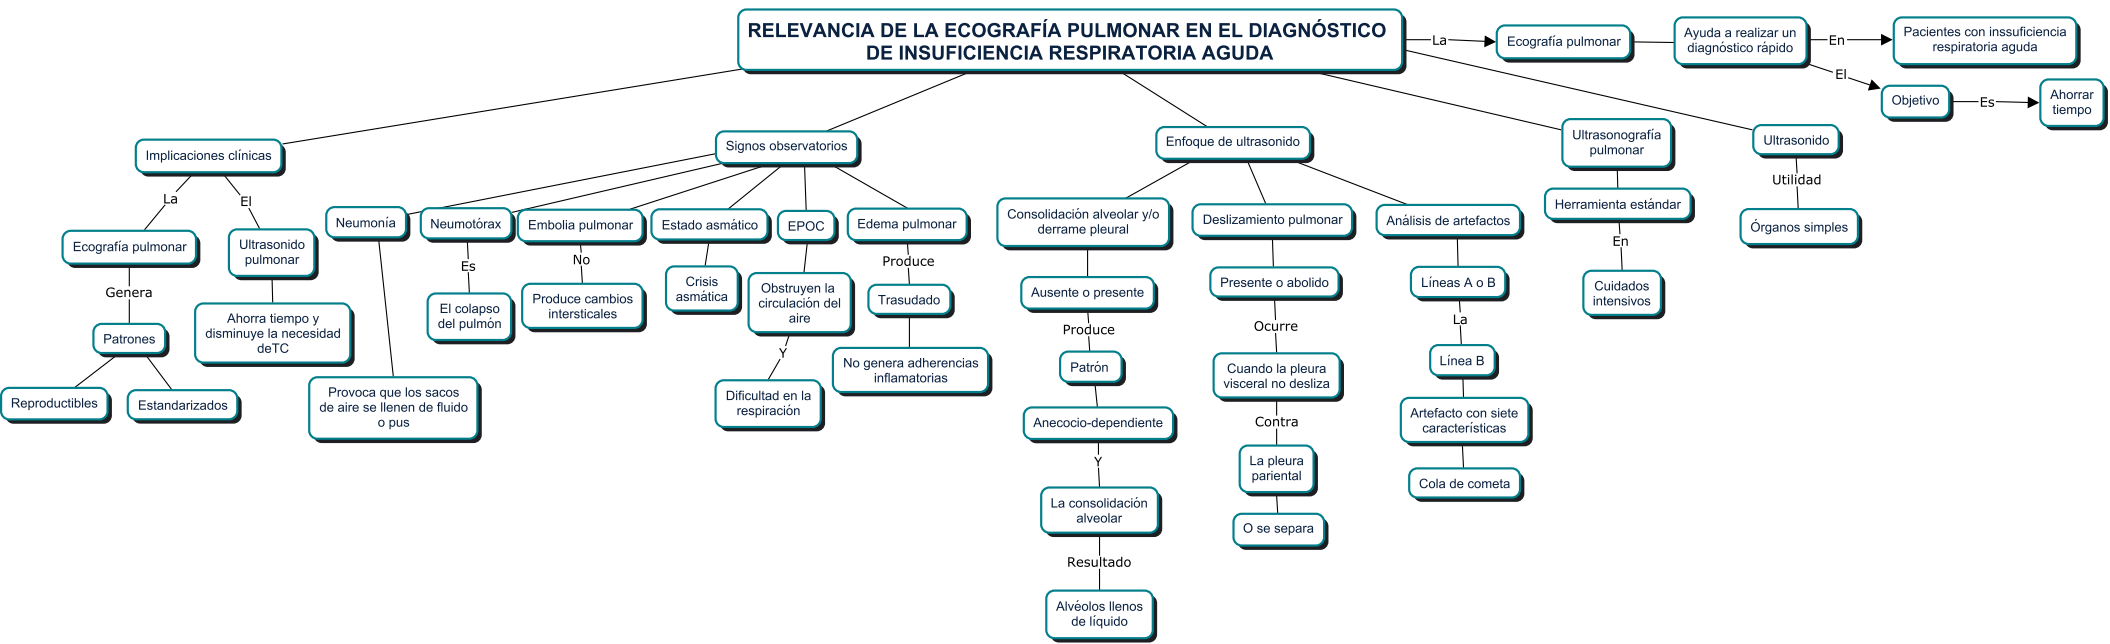 RELEVANCIA DE LA ECOGRAFÍA PULMONAR EN EL DIAGNÓSTICO
DE INSUFICIENCIA RESPIRATORIA AGUDA
La
Ecografía pulmonar
Ayuda a realizar un
diagnóstico rápido
En
Pacientes con inssuficiencia
respiratoria aguda
El
Objetivo
Es
Ahorrar
tiempo
Implicaciones clínicas
La
Ecografía pulmonar
Genera
Patrones
Reproductibles
Estandarizados
El
Ultrasonido
pulmonar
Ahorra tiempo y
disminuye la necesidad
deTC
Signos observatorios
Neumonía
Provoca que los sacos
de aire se llenen de fluido
o pus
Neumotórax
Es
El colapso
del pulmón
Embolia pulmonar
No
Produce cambios
intersticales
Estado asmático
Crisis
asmática
EPOC
Obstruyen la
circulación del
aire
Y
Dificultad en la
respiración
Edema pulmonar
Produce
Trasudado
No genera adherencias
inflamatorias
Enfoque de ultrasonido
Consolidación alveolar y/o
derrame pleural
Ausente o presente
Produce
Patrón
Anecocio-dependiente
Y
La consolidación
alveolar
Resultado
Alvéolos llenos
de líquido
Deslizamiento pulmonar
Presente o abolido
Ocurre
Cuando la pleura
visceral no desliza
Contra
La pleura
pariental
O se separa
Análisis de artefactos
Líneas A o B
La
Línea B
Artefacto con siete
características
Cola de cometa
Ultrasonografía
pulmonar
Herramienta estándar
En
Cuidados
intensivos
Ultrasonido
Utilidad
Órganos simples